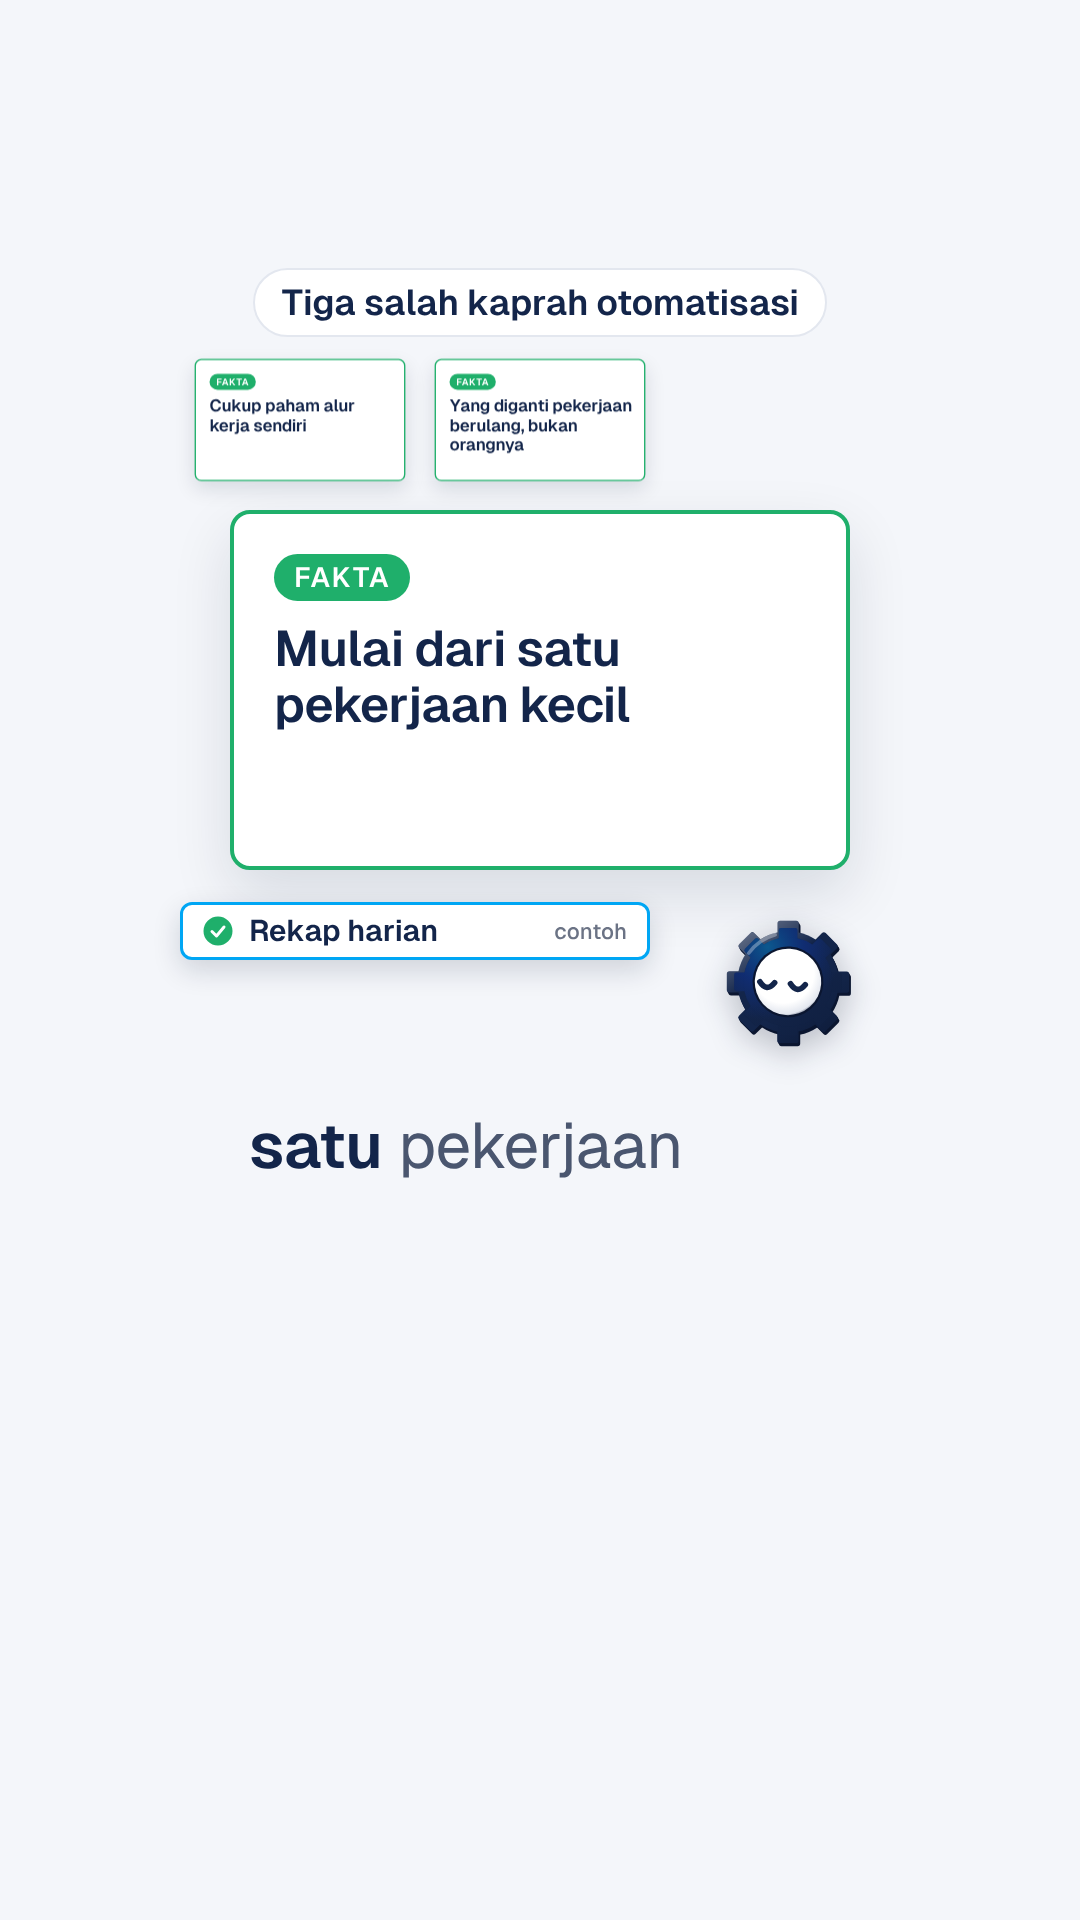 Tiga salah kaprah otomatisasi
FAKTA
Cukup paham alur
kerja sendiri
FAKTA
Yang diganti pekerjaan
berulang, bukan
orangnya
FAKTA
Mulai dari satu
pekerjaan kecil
Rekap harian contoh
satu pekerjaan